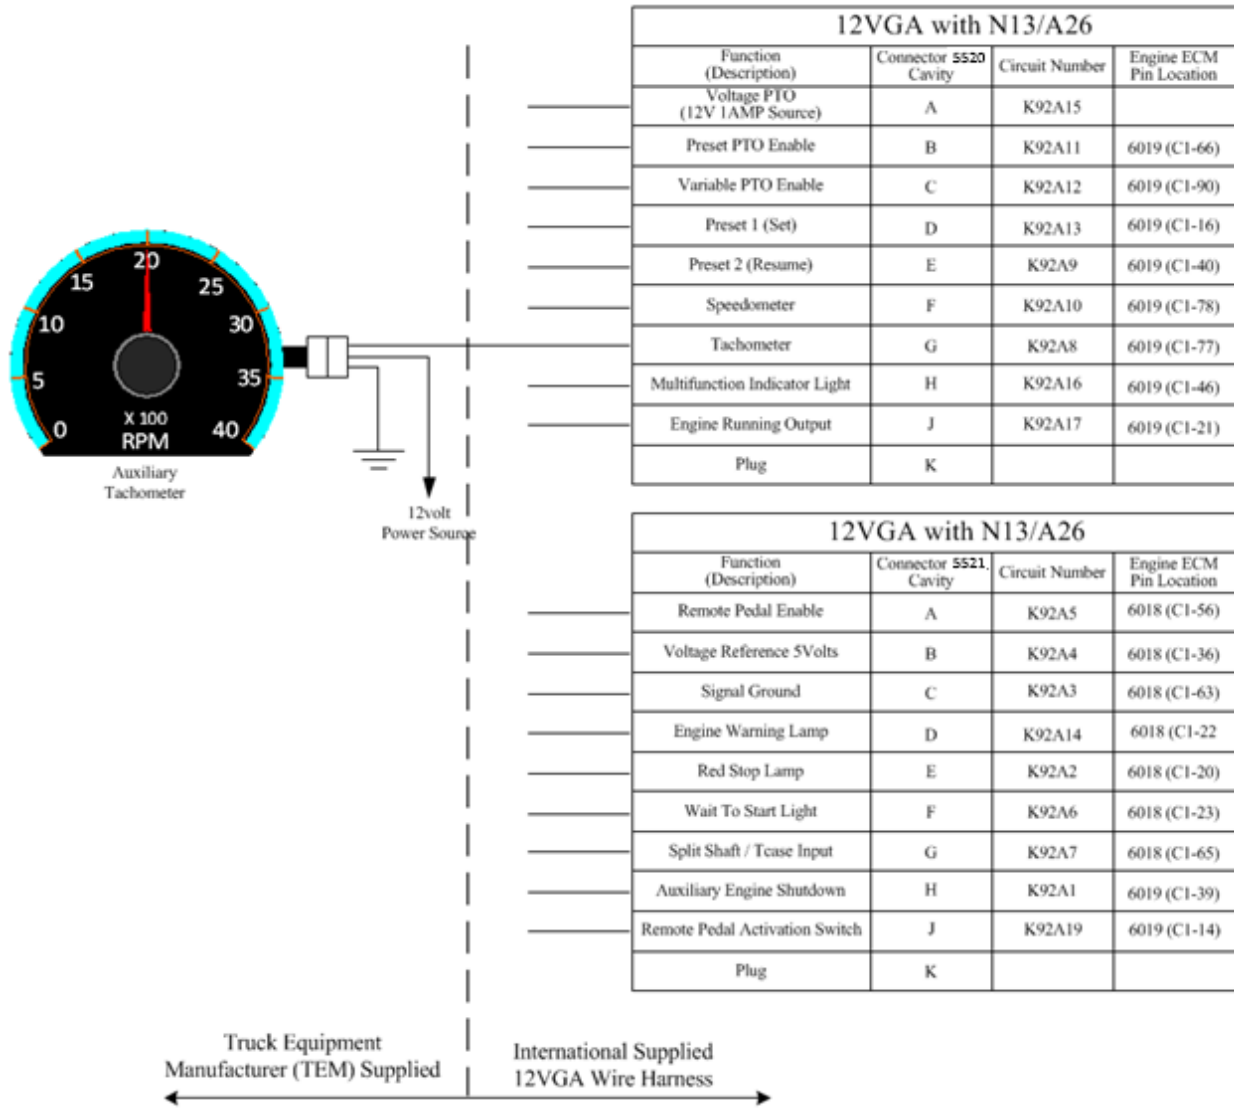 12VGA with N13/A26
Function (Description) Connector 5520 Cavity Circuit Number Engine ECM Pin Location
Voltage PTO (12V 1AMP Source) A K92A15
Preset PTO Enable B K92A11 6019 (C1-66)
Variable PTO Enable C K92A12 6019 (C1-90)
Preset 1 (Set) D K92A13 6019 (C1-16)
Preset 2 (Resume) E K92A9 6019 (C1-40)
Speedometer F K92A10 6019 (C1-78)
Tachometer G K92A8 6019 (C1-77)
Multifunction Indicator Light H K92A16 6019 (C1-46)
Engine Running Output J K92A17 6019 (C1-21)
Plug K
0
5
10
15
20
25
30
35
40
X 100
RPM
Auxiliary
Tachometer
12volt
Power Source
12VGA with N13/A26
Function (Description) Connector 5521, Cavity Circuit Number Engine ECM Pin Location
Remote Pedal Enable A K92A5 6018 (C1-56)
Voltage Reference 5Volts B K92A4 6018 (C1-36)
Signal Ground C K92A3 6018 (C1-63)
Engine Warning Lamp D K92A14 6018 (C1-22
Red Stop Lamp E K92A2 6018 (C1-20)
Wait To Start Light F K92A6 6018 (C1-23)
Split Shaft / Tcase Input G K92A7 6018 (C1-65)
Auxiliary Engine Shutdown H K92A1 6019 (C1-39)
Remote Pedal Activation Switch J K92A19 6019 (C1-14)
Plug K
Truck Equipment
Manufacturer (TEM) Supplied
International Supplied
12VGA Wire Harness